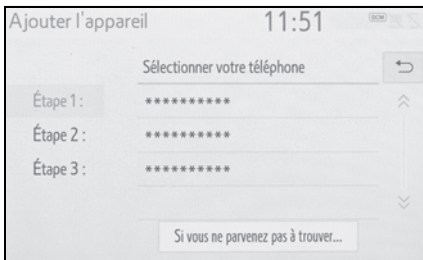 Ajouter l'appareil 11:51 DCM
Sélectionner votre téléphone
Étape 1 : **********
Étape 2 : **********
Étape 3 : **********
Si vous ne parvenez pas à trouver...